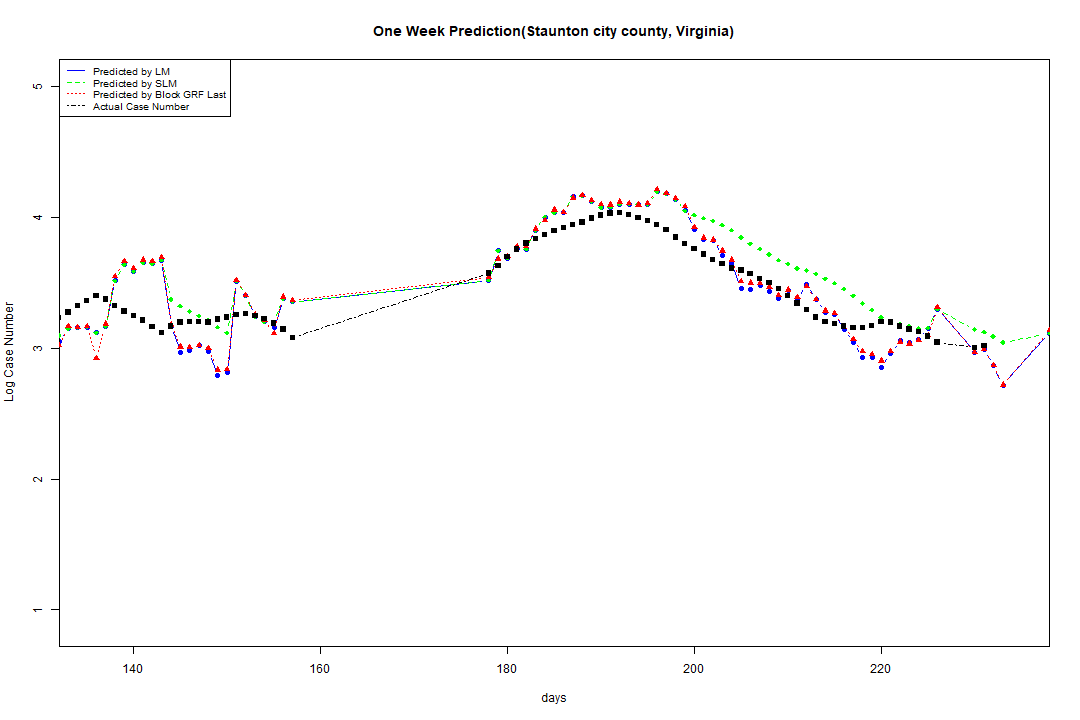 One Week Prediction(Staunton city county, Virginia)
Predicted by LM
Predicted by SLM
Predicted by Block GRF Last
Actual Case Number
5
4
3
2
1
Log Case Number
140 160 180 200 220
days